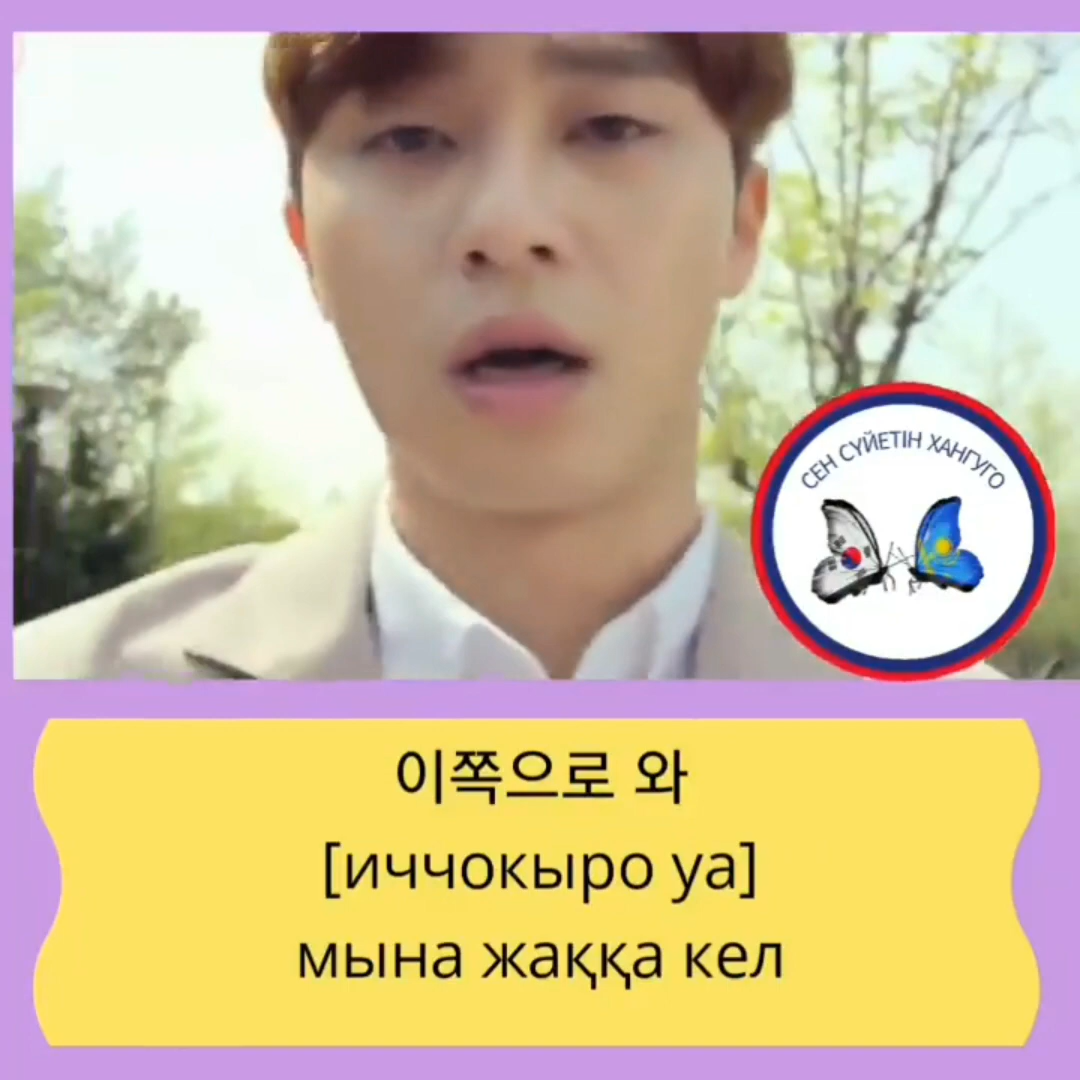 СЕН СҮЙЕТІН ХАНГУГО
이쪽으로 와
[иччокыро уа]
мына жаққа кел